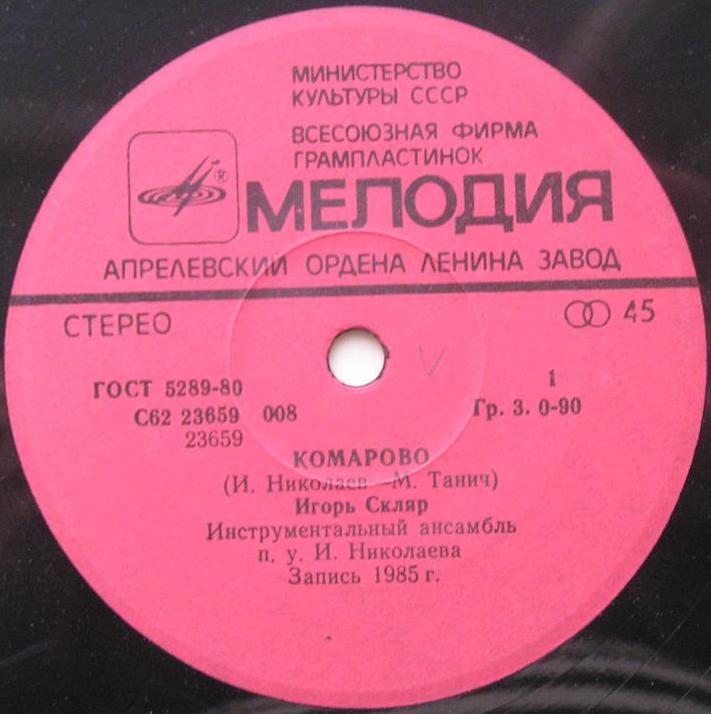 МИНИСТЕРСТВО
КУЛЬТУРЫ СССР
ВСЕСОЮЗНАЯ ФИРМА
ГРАМПЛАСТИНОК
®
МЕЛОДИЯ
АПРЕЛЕВСКИЙ ОРДЕНА ЛЕНИНА ЗАВОД
СТЕРЕО
45
ГОСТ 5289-80
1
С62 23659 008
Гр. 3. 0-90
23659
КОМАРОВО
(И. Николаев — М. Танич)
Игорь Скляр
Инструментальный ансамбль
п. у. И. Николаева
Запись 1985 г.